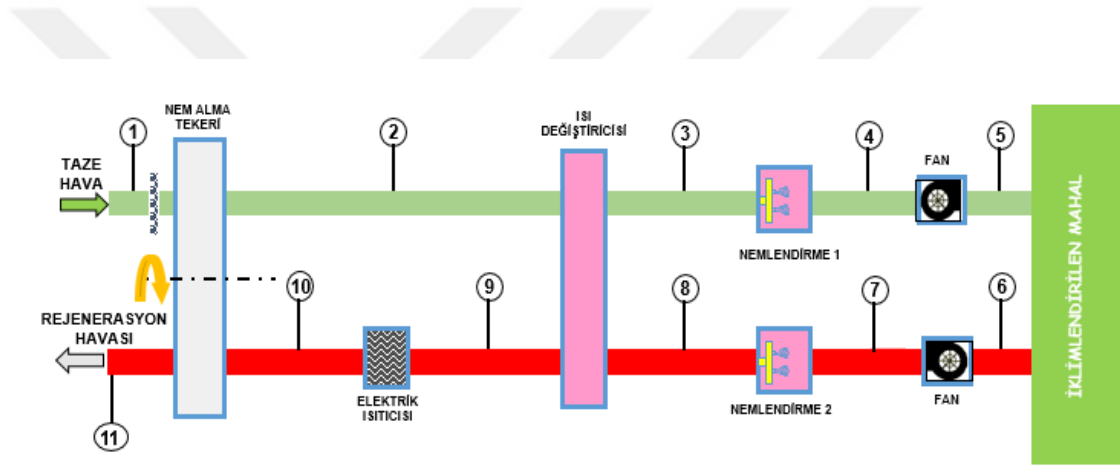 NEM ALMA
TEKERİ
ISI
DEĞİŞTİRİCİSİ
1
2
3
4
FAN
5
TAZE
HAVA
NEMLENDİRME 1
10
9
8
7
6
REJENERASYON
HAVASI
ELEKTRİK
ISITICISI
NEMLENDİRME 2
FAN
11
İKLİMLENDİRİLEN MAHAL